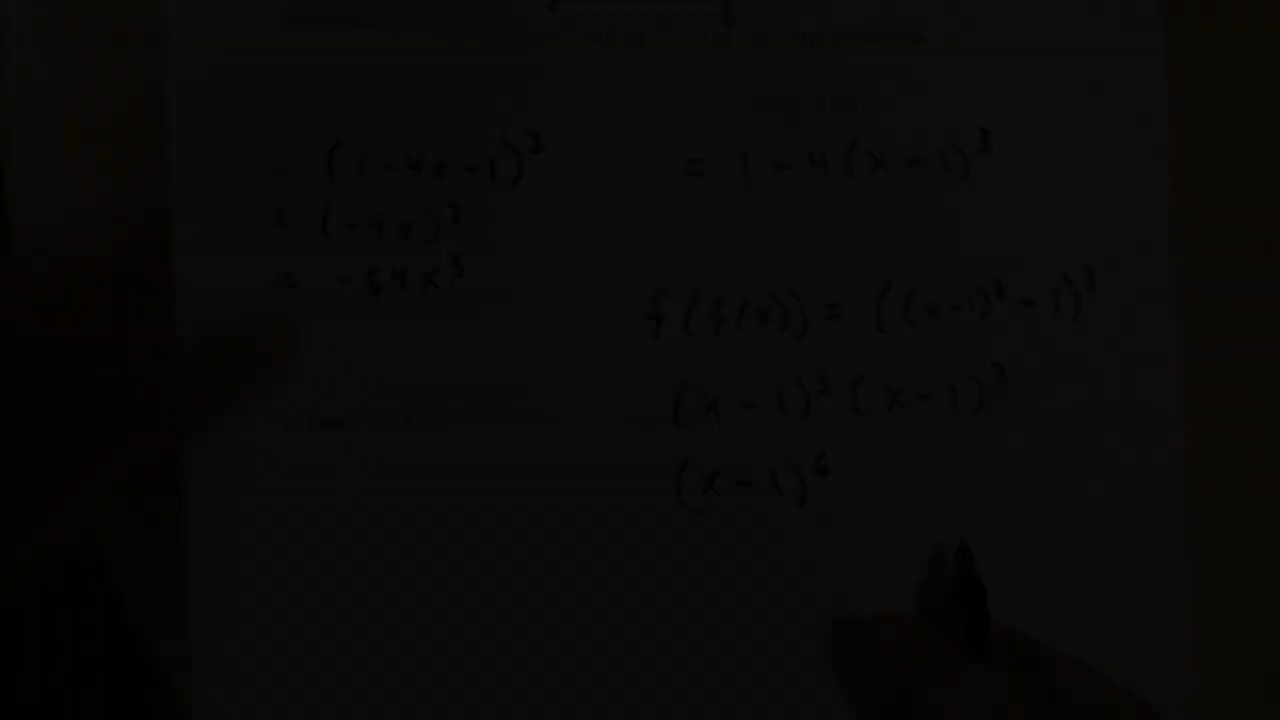 = (1 - 4x - 1)³
= (-4x)³
= -64x³
= 1 - 4(x - 1)³
f(f(x)) = ((x-1)³ - 1)³
(x - 1)³ (x - 1)³
(x - 1)⁶